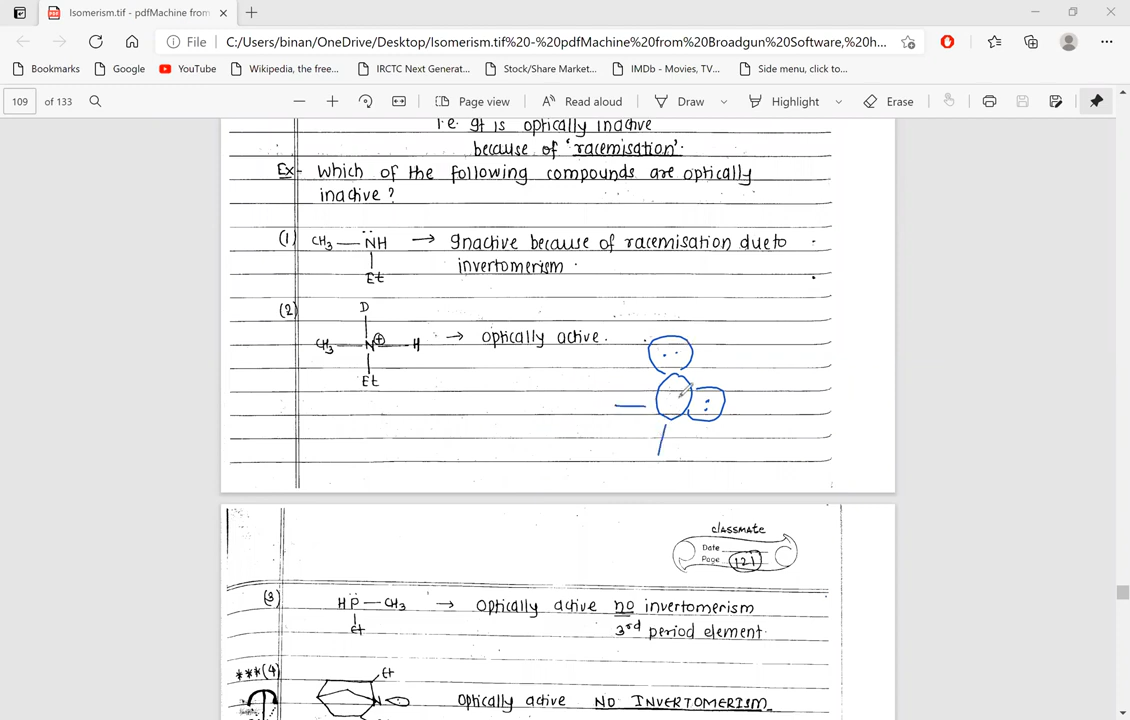 Isomerism.tif - pdfMachine from
File C:/Users/binan/OneDrive/Desktop/Isomerism.tif%20-%20pdfMachine%20from%20Broadgun%20Software,%20h...
Bookmarks Google YouTube Wikipedia, the free... IRCTC Next Generat... Stock/Share Market... IMDb - Movies, TV... Side menu, click to...
109 of 133 Page view Read aloud Draw Highlight Erase
i.e. It is optically inactive
because of 'racemisation'.
Ex- Which of the following compounds are optically
inactive ?
(1) CH3 — NH → Inactive because of racemisation due to
Et invertomerism.
(2) D
CH3 — N⊕ — H → optically active.
Et
classmate
Date
Page 121
(3) HP — CH3 → Optically active no invertomerism
Et 3rd period element.
***(4) Et
N Optically active NO INVERTOMERISM